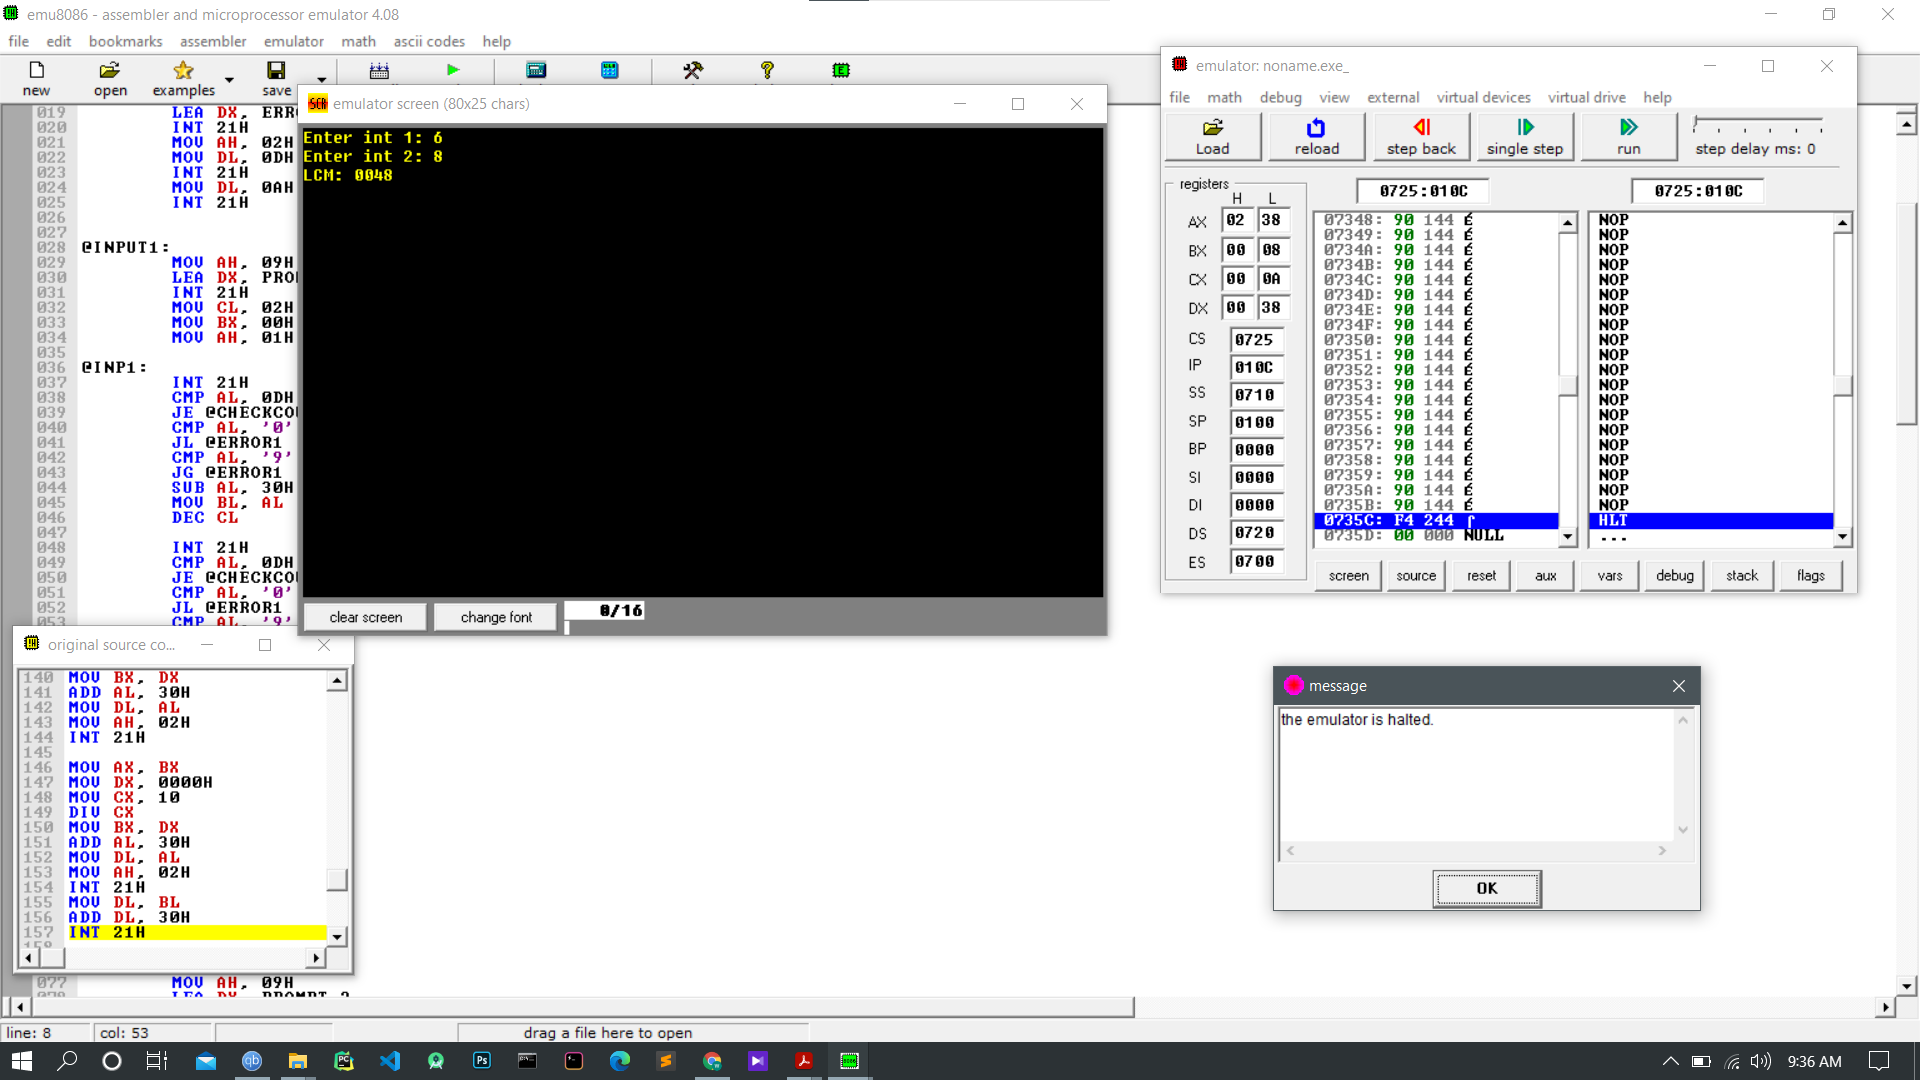 emu8086 - assembler and microprocessor emulator 4.08
file edit bookmarks assembler emulator math ascii codes help
new open examples save
019 LEA DX, ERR
020 INT 21H
021 MOV AH, 02H
022 MOV DL, 0DH
023 INT 21H
024 MOV DL, 0AH
025 INT 21H
026
027
028 @INPUT1:
029 MOV AH, 09H
030 LEA DX, PRO
031 INT 21H
032 MOV CL, 02H
033 MOV BX, 00H
034 MOV AH, 01H
035
036 @INP1:
037 INT 21H
038 CMP AL, 0DH
039 JE @CHECKCO
040 CMP AL, '0'
041 JL @ERROR1
042 CMP AL, '9'
043 JG @ERROR1
044 SUB AL, 30H
045 MOV BL, AL
046 DEC CL
047
048 INT 21H
049 CMP AL, 0DH
050 JE @CHECKCO
051 CMP AL, '0'
052 JL @ERROR1
053 CMP AL, '9'
077 MOV AH, 09H
LEA DX, PROMPT_2
line: 8 col: 53 drag a file here to open
emulator screen (80x25 chars)
Enter int 1: 6
Enter int 2: 8
LCM: 0048
clear screen change font 0/16
original source co...
140 MOV BX, DX
141 ADD AL, 30H
142 MOV DL, AL
143 MOV AH, 02H
144 INT 21H
145
146 MOV AX, BX
147 MOV DX, 0000H
148 MOV CX, 10
149 DIV CX
150 MOV BX, DX
151 ADD AL, 30H
152 MOV DL, AL
153 MOV AH, 02H
154 INT 21H
155 MOV DL, BL
156 ADD DL, 30H
157 INT 21H
158
emulator: noname.exe_
file math debug view external virtual devices virtual drive help
Load reload step back single step run step delay ms: 0
registers
H L
AX 02 38
BX 00 08
CX 00 0A
DX 00 38
CS 0725
IP 010C
SS 0710
SP 0100
BP 0000
SI 0000
DI 0000
DS 0720
ES 0700
0725:010C 0725:010C
07348: 90 144 É NOP
07349: 90 144 É NOP
0734A: 90 144 É NOP
0734B: 90 144 É NOP
0734C: 90 144 É NOP
0734D: 90 144 É NOP
0734E: 90 144 É NOP
0734F: 90 144 É NOP
07350: 90 144 É NOP
07351: 90 144 É NOP
07352: 90 144 É NOP
07353: 90 144 É NOP
07354: 90 144 É NOP
07355: 90 144 É NOP
07356: 90 144 É NOP
07357: 90 144 É NOP
07358: 90 144 É NOP
07359: 90 144 É NOP
0735A: 90 144 É NOP
0735B: 90 144 É NOP
0735C: F4 244 ⌠ HLT
0735D: 00 000 NULL ...
screen source reset aux vars debug stack flags
message
the emulator is halted.
OK
9:36 AM